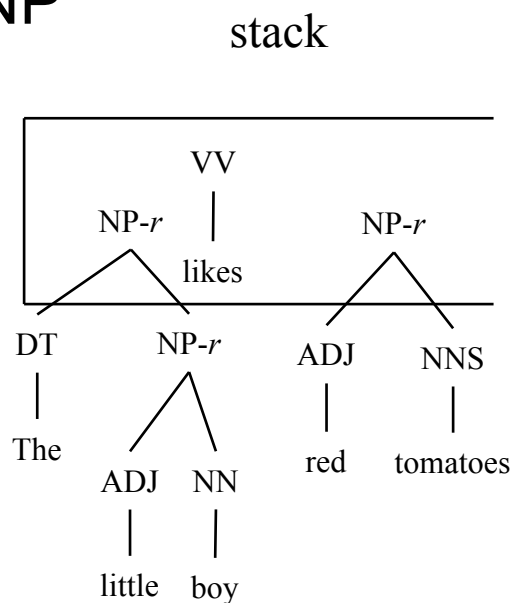 NP
stack
VV
NP-r NP-r
likes
DT NP-r ADJ NNS
The red tomatoes
ADJ NN
little boy